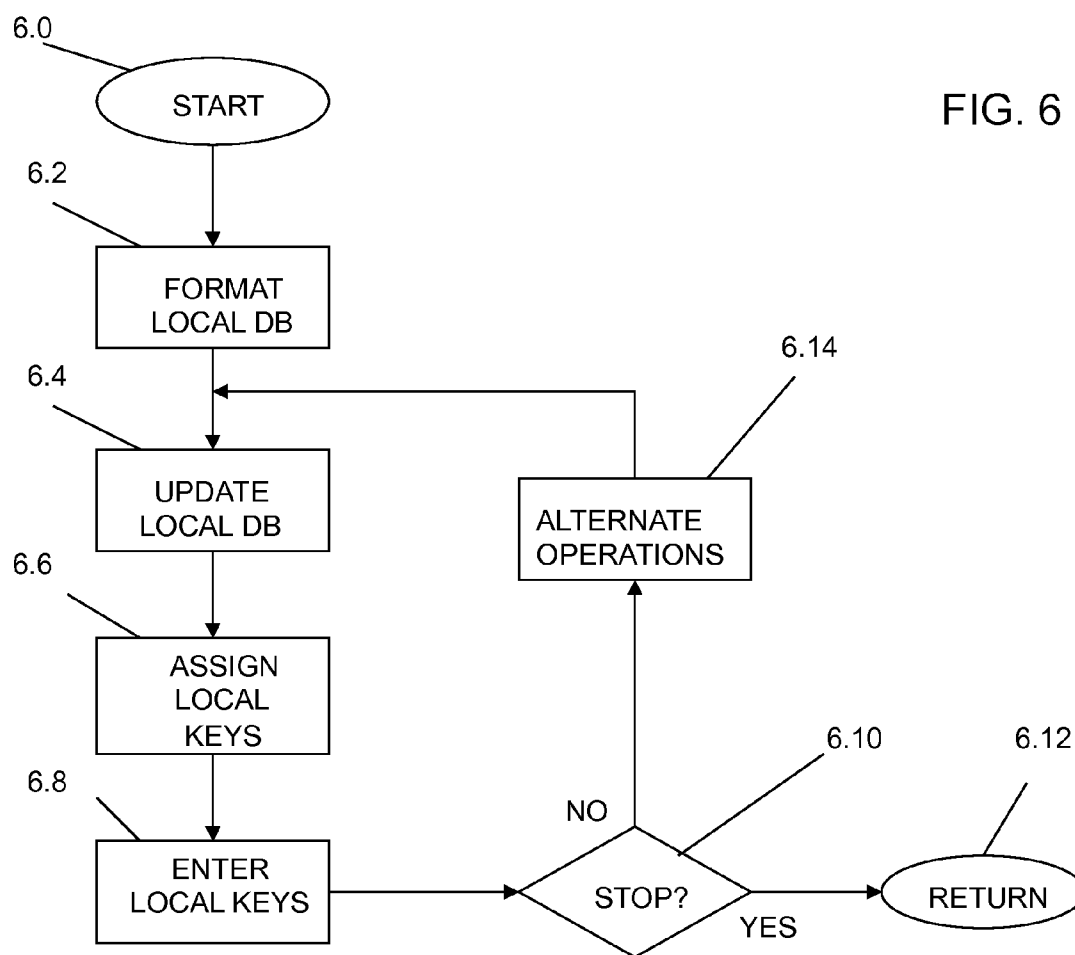 6.0
START
FIG. 6
6.2
FORMAT
LOCAL DB
6.14
6.4
UPDATE
LOCAL DB
ALTERNATE
OPERATIONS
6.6
ASSIGN
LOCAL
KEYS
6.10
6.12
6.8
NO
ENTER
LOCAL KEYS
STOP?
YES
RETURN